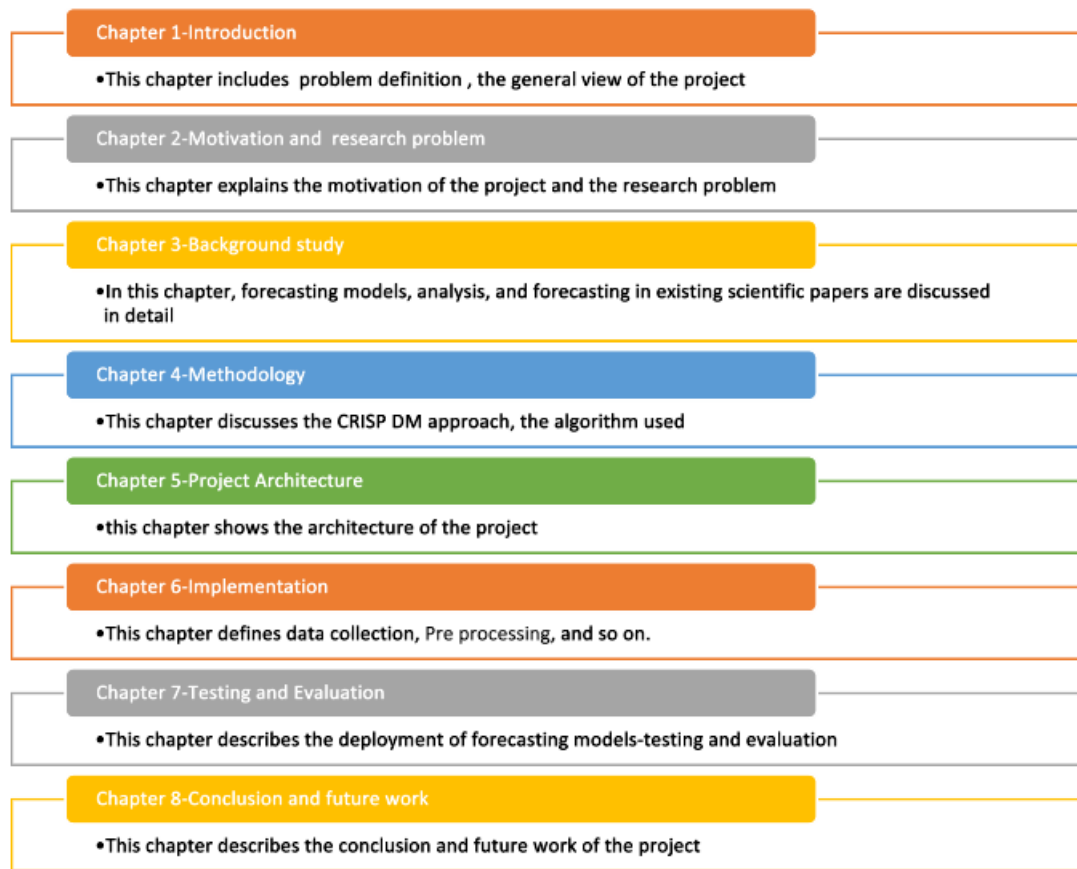 Chapter 1-Introduction
•This chapter includes  problem definition , the general view of the project
Chapter 2-Motivation and  research problem
•This chapter explains the motivation of the project and the research problem
Chapter 3-Background study
•In this chapter, forecasting models, analysis, and forecasting in existing scientific papers are discussed
in detail
Chapter 4-Methodology
•This chapter discusses the CRISP DM approach, the algorithm used
Chapter 5-Project Architecture
•this chapter shows the architecture of the project
Chapter 6-Implementation
•This chapter defines data collection, Pre processing, and so on.
Chapter 7-Testing and Evaluation
•This chapter describes the deployment of forecasting models-testing and evaluation
Chapter 8-Conclusion and future work
•This chapter describes the conclusion and future work of the project